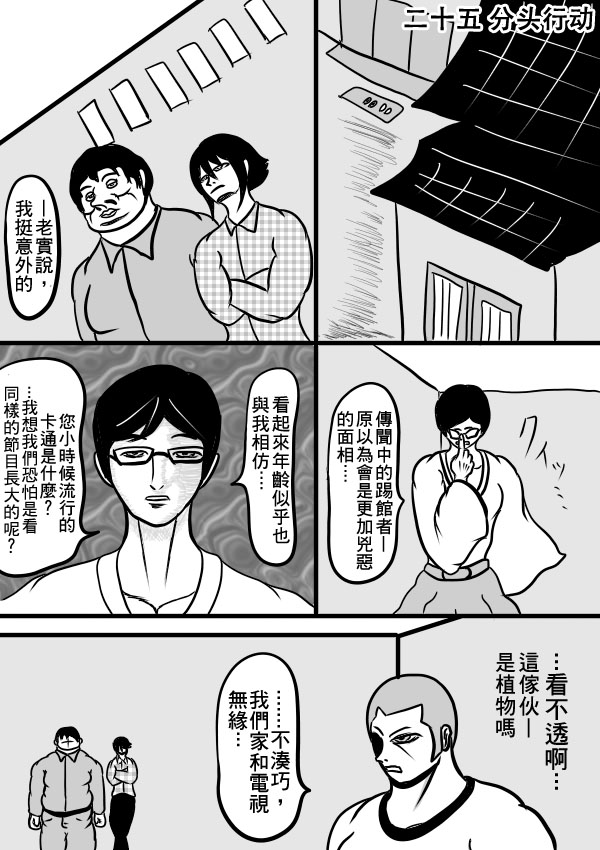 二十五 分头行动
—老實說，
我挺意外的
傳聞中的踢館者—
原以為會是更加兇惡
的面相…
看起來年齡似乎也
與我相仿…
您小時候流行的
卡通是什麼？
…我想我們恐怕是看
同樣的節目長大的呢？
…看不透啊…
這傢伙—
是植物嗎
……不湊巧，
我們家和電視
無緣…